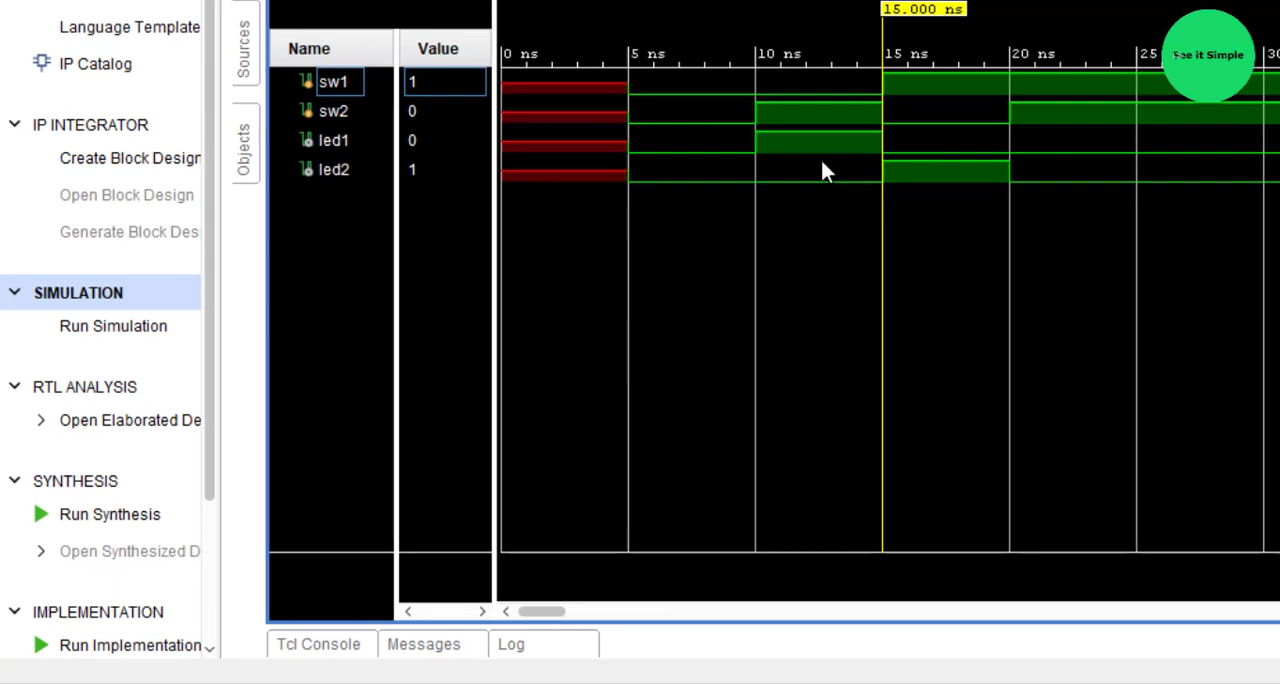 15.000 ns
Language Template
IP Catalog
IP INTEGRATOR
Create Block Design
Open Block Design
Generate Block Des
SIMULATION
Run Simulation
RTL ANALYSIS
Open Elaborated De
SYNTHESIS
Run Synthesis
Open Synthesized D
IMPLEMENTATION
Run Implementation
Sources
Objects
Name Value
sw1 1
sw2 0
led1 0
led2 1
0 ns 5 ns 10 ns 15 ns 20 ns 25 30
See it Simple
Tcl Console Messages Log